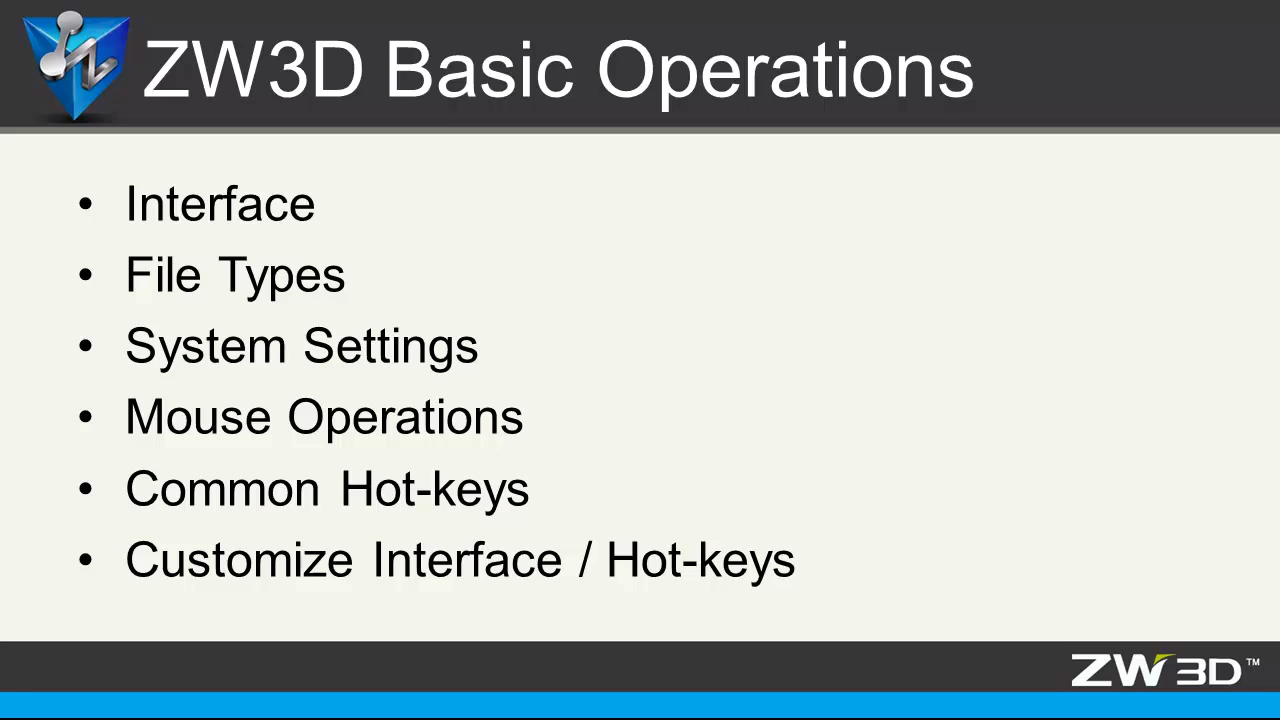 ZW3D Basic Operations
• Interface
• File Types
• System Settings
• Mouse Operations
• Common Hot-keys
• Customize Interface / Hot-keys
ZW3D™